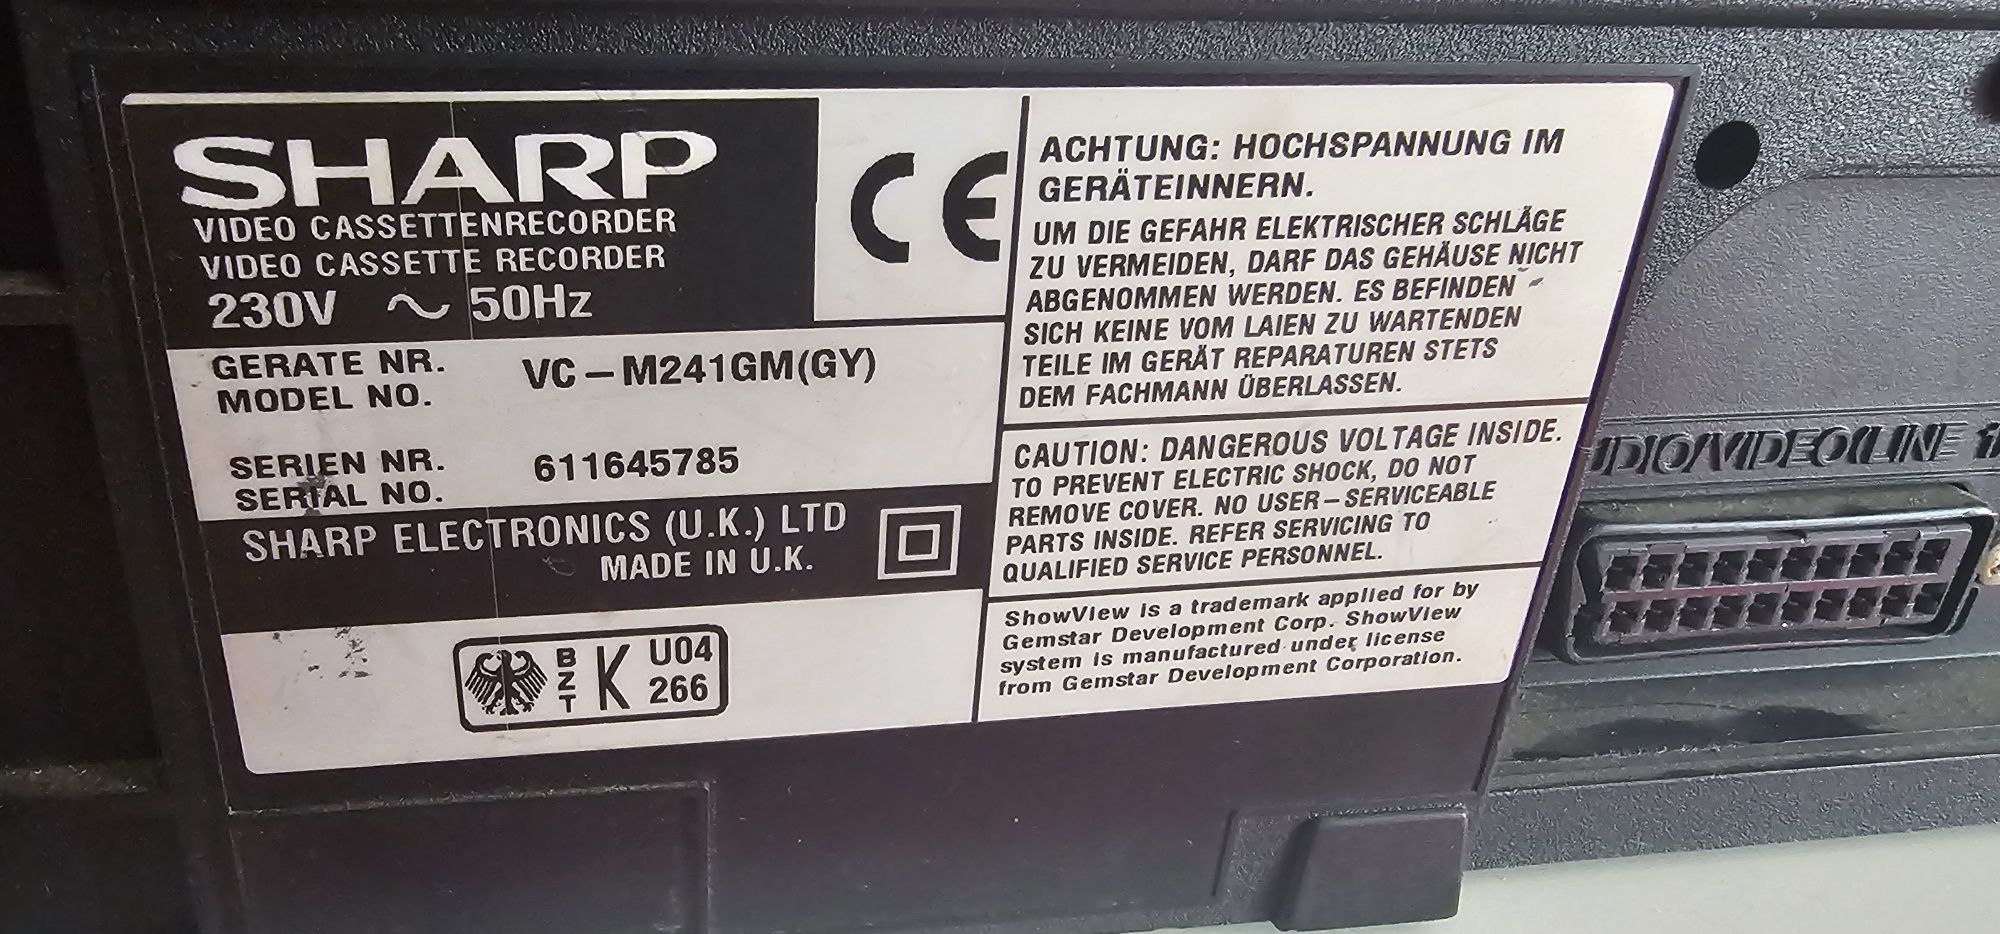 SHARP
VIDEO CASSETTENRECORDER
VIDEO CASSETTE RECORDER
230V ~ 50Hz
CE
GERATE NR.
MODEL NO.
VC-M241GM(GY)
SERIEN NR.
SERIAL NO.
611645785
SHARP ELECTRONICS (U.K.) LTD
MADE IN U.K.
BZT
K
U04
266
ACHTUNG: HOCHSPANNUNG IM
GERÄTEINNERN.
UM DIE GEFAHR ELEKTRISCHER SCHLÄGE
ZU VERMEIDEN, DARF DAS GEHÄUSE NICHT
ABGENOMMEN WERDEN. ES BEFINDEN
SICH KEINE VOM LAIEN ZU WARTENDEN
TEILE IM GERÄT REPARATUREN STETS
DEM FACHMANN ÜBERLASSEN.
CAUTION: DANGEROUS VOLTAGE INSIDE.
TO PREVENT ELECTRIC SHOCK, DO NOT
REMOVE COVER. NO USER-SERVICEABLE
PARTS INSIDE. REFER SERVICING TO
QUALIFIED SERVICE PERSONNEL.
ShowView is a trademark applied for by
Gemstar Development Corp. ShowView
system is manufactured under license
from Gemstar Development Corporation.
UDIO/VIDEO(LINE 1